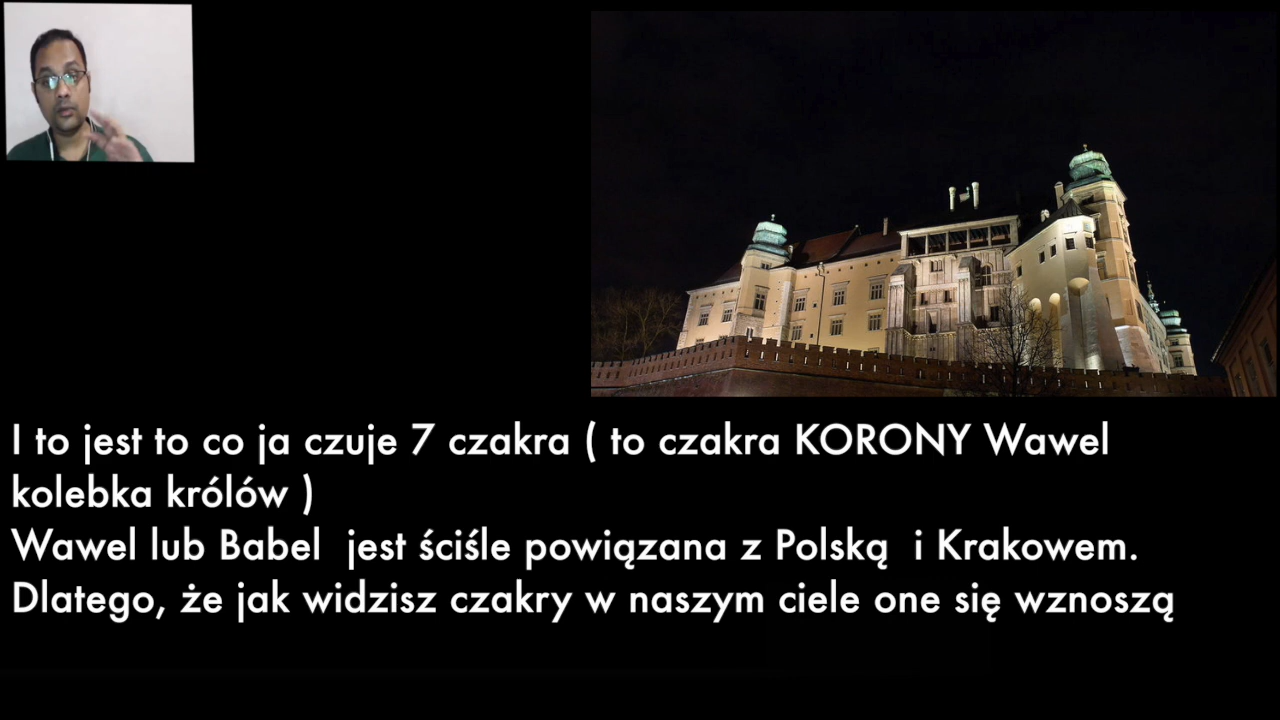 I to jest to co ja czuje 7 czakra ( to czakra KORONY Wawel
kolebka królów )
Wawel lub Babel jest ściśle powiązana z Polską i Krakowem.
Dlatego, że jak widzisz czakry w naszym ciele one się wznoszą